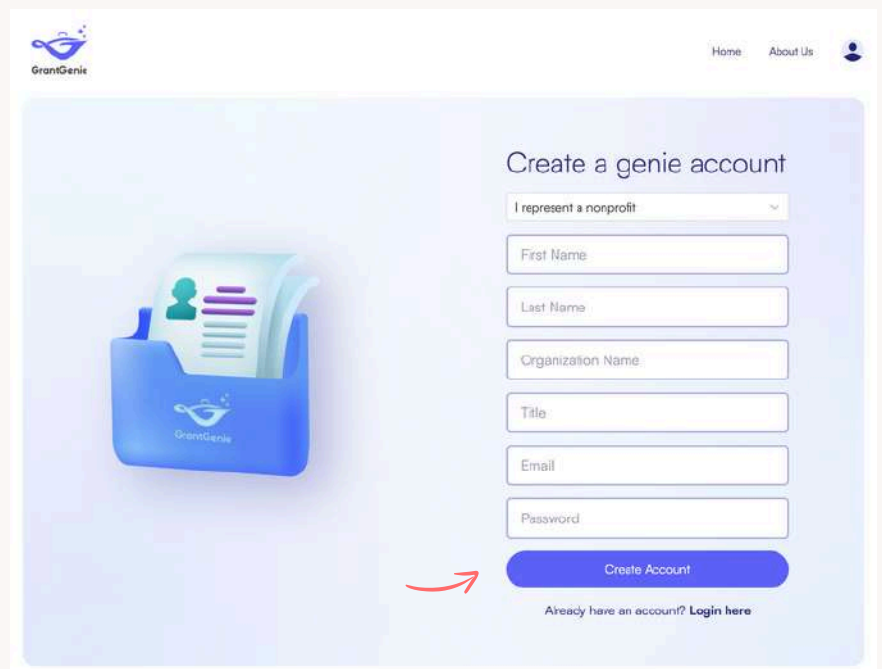 GrantGenie
Home About Us
Create a genie account
I represent a nonprofit
First Name
Last Name
Organization Name
GrantGenie
Title
Email
Password
Create Account
Already have an account? Login here